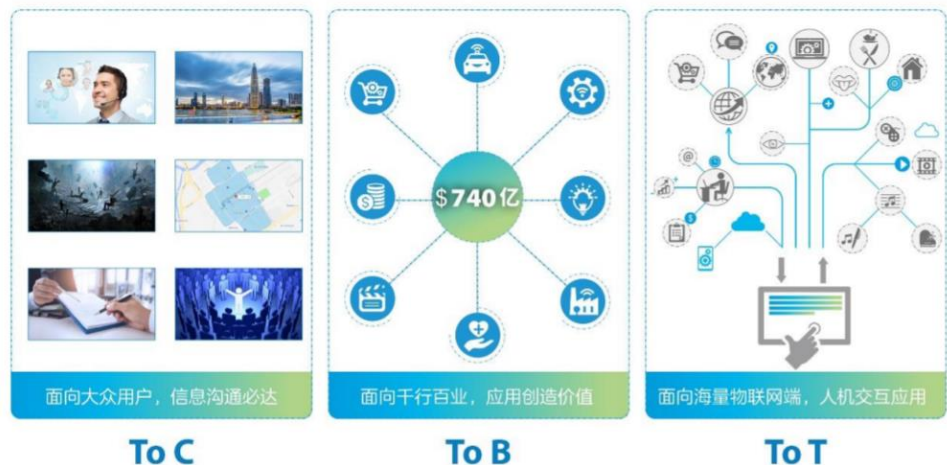 $740亿
面向大众用户，信息沟通必达
面向千行百业，应用创造价值
面向海量物联网端，人机交互应用
To C
To B
To T